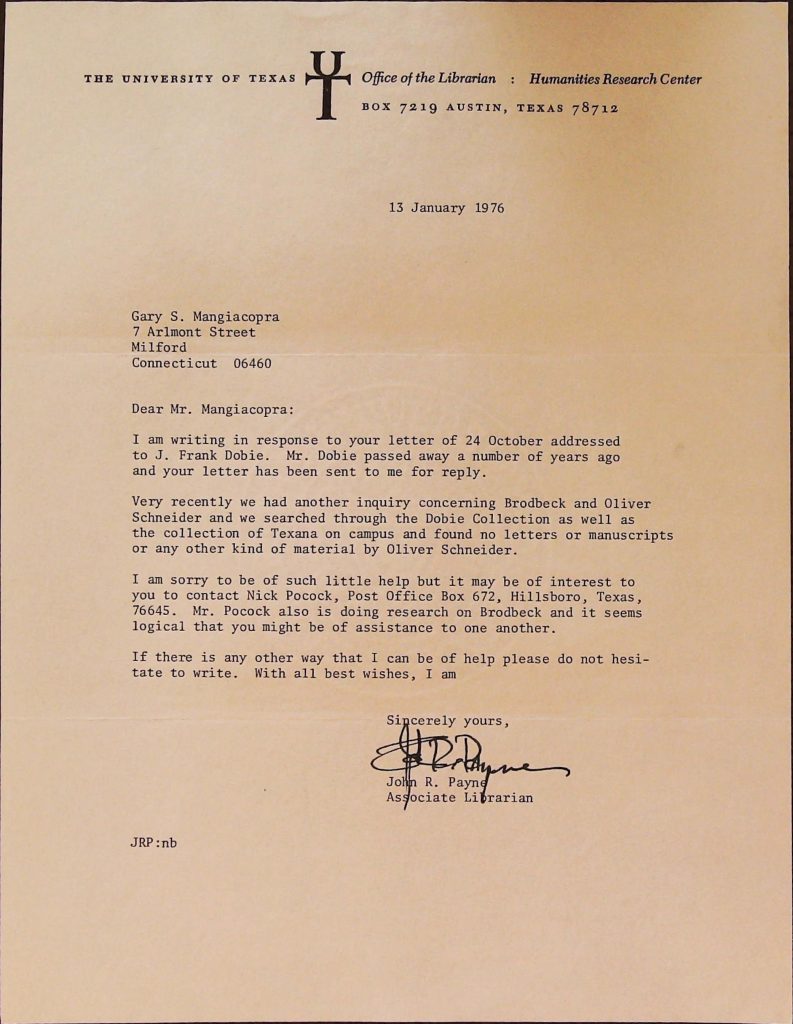 THE UNIVERSITY OF TEXAS UT Office of the Librarian : Humanities Research Center
BOX 7219 AUSTIN, TEXAS 78712
13 January 1976
Gary S. Mangiacopra
7 Arlmont Street
Milford
Connecticut 06460
Dear Mr. Mangiacopra:
I am writing in response to your letter of 24 October addressed
to J. Frank Dobie. Mr. Dobie passed away a number of years ago
and your letter has been sent to me for reply.
Very recently we had another inquiry concerning Brodbeck and Oliver
Schneider and we searched through the Dobie Collection as well as
the collection of Texana on campus and found no letters or manuscripts
or any other kind of material by Oliver Schneider.
I am sorry to be of such little help but it may be of interest to
you to contact Nick Pocock, Post Office Box 672, Hillsboro, Texas,
76645. Mr. Pocock also is doing research on Brodbeck and it seems
logical that you might be of assistance to one another.
If there is any other way that I can be of help please do not hesi-
tate to write. With all best wishes, I am
Sincerely yours,
John R. Payne
John R. Payne
Associate Librarian
JRP:nb